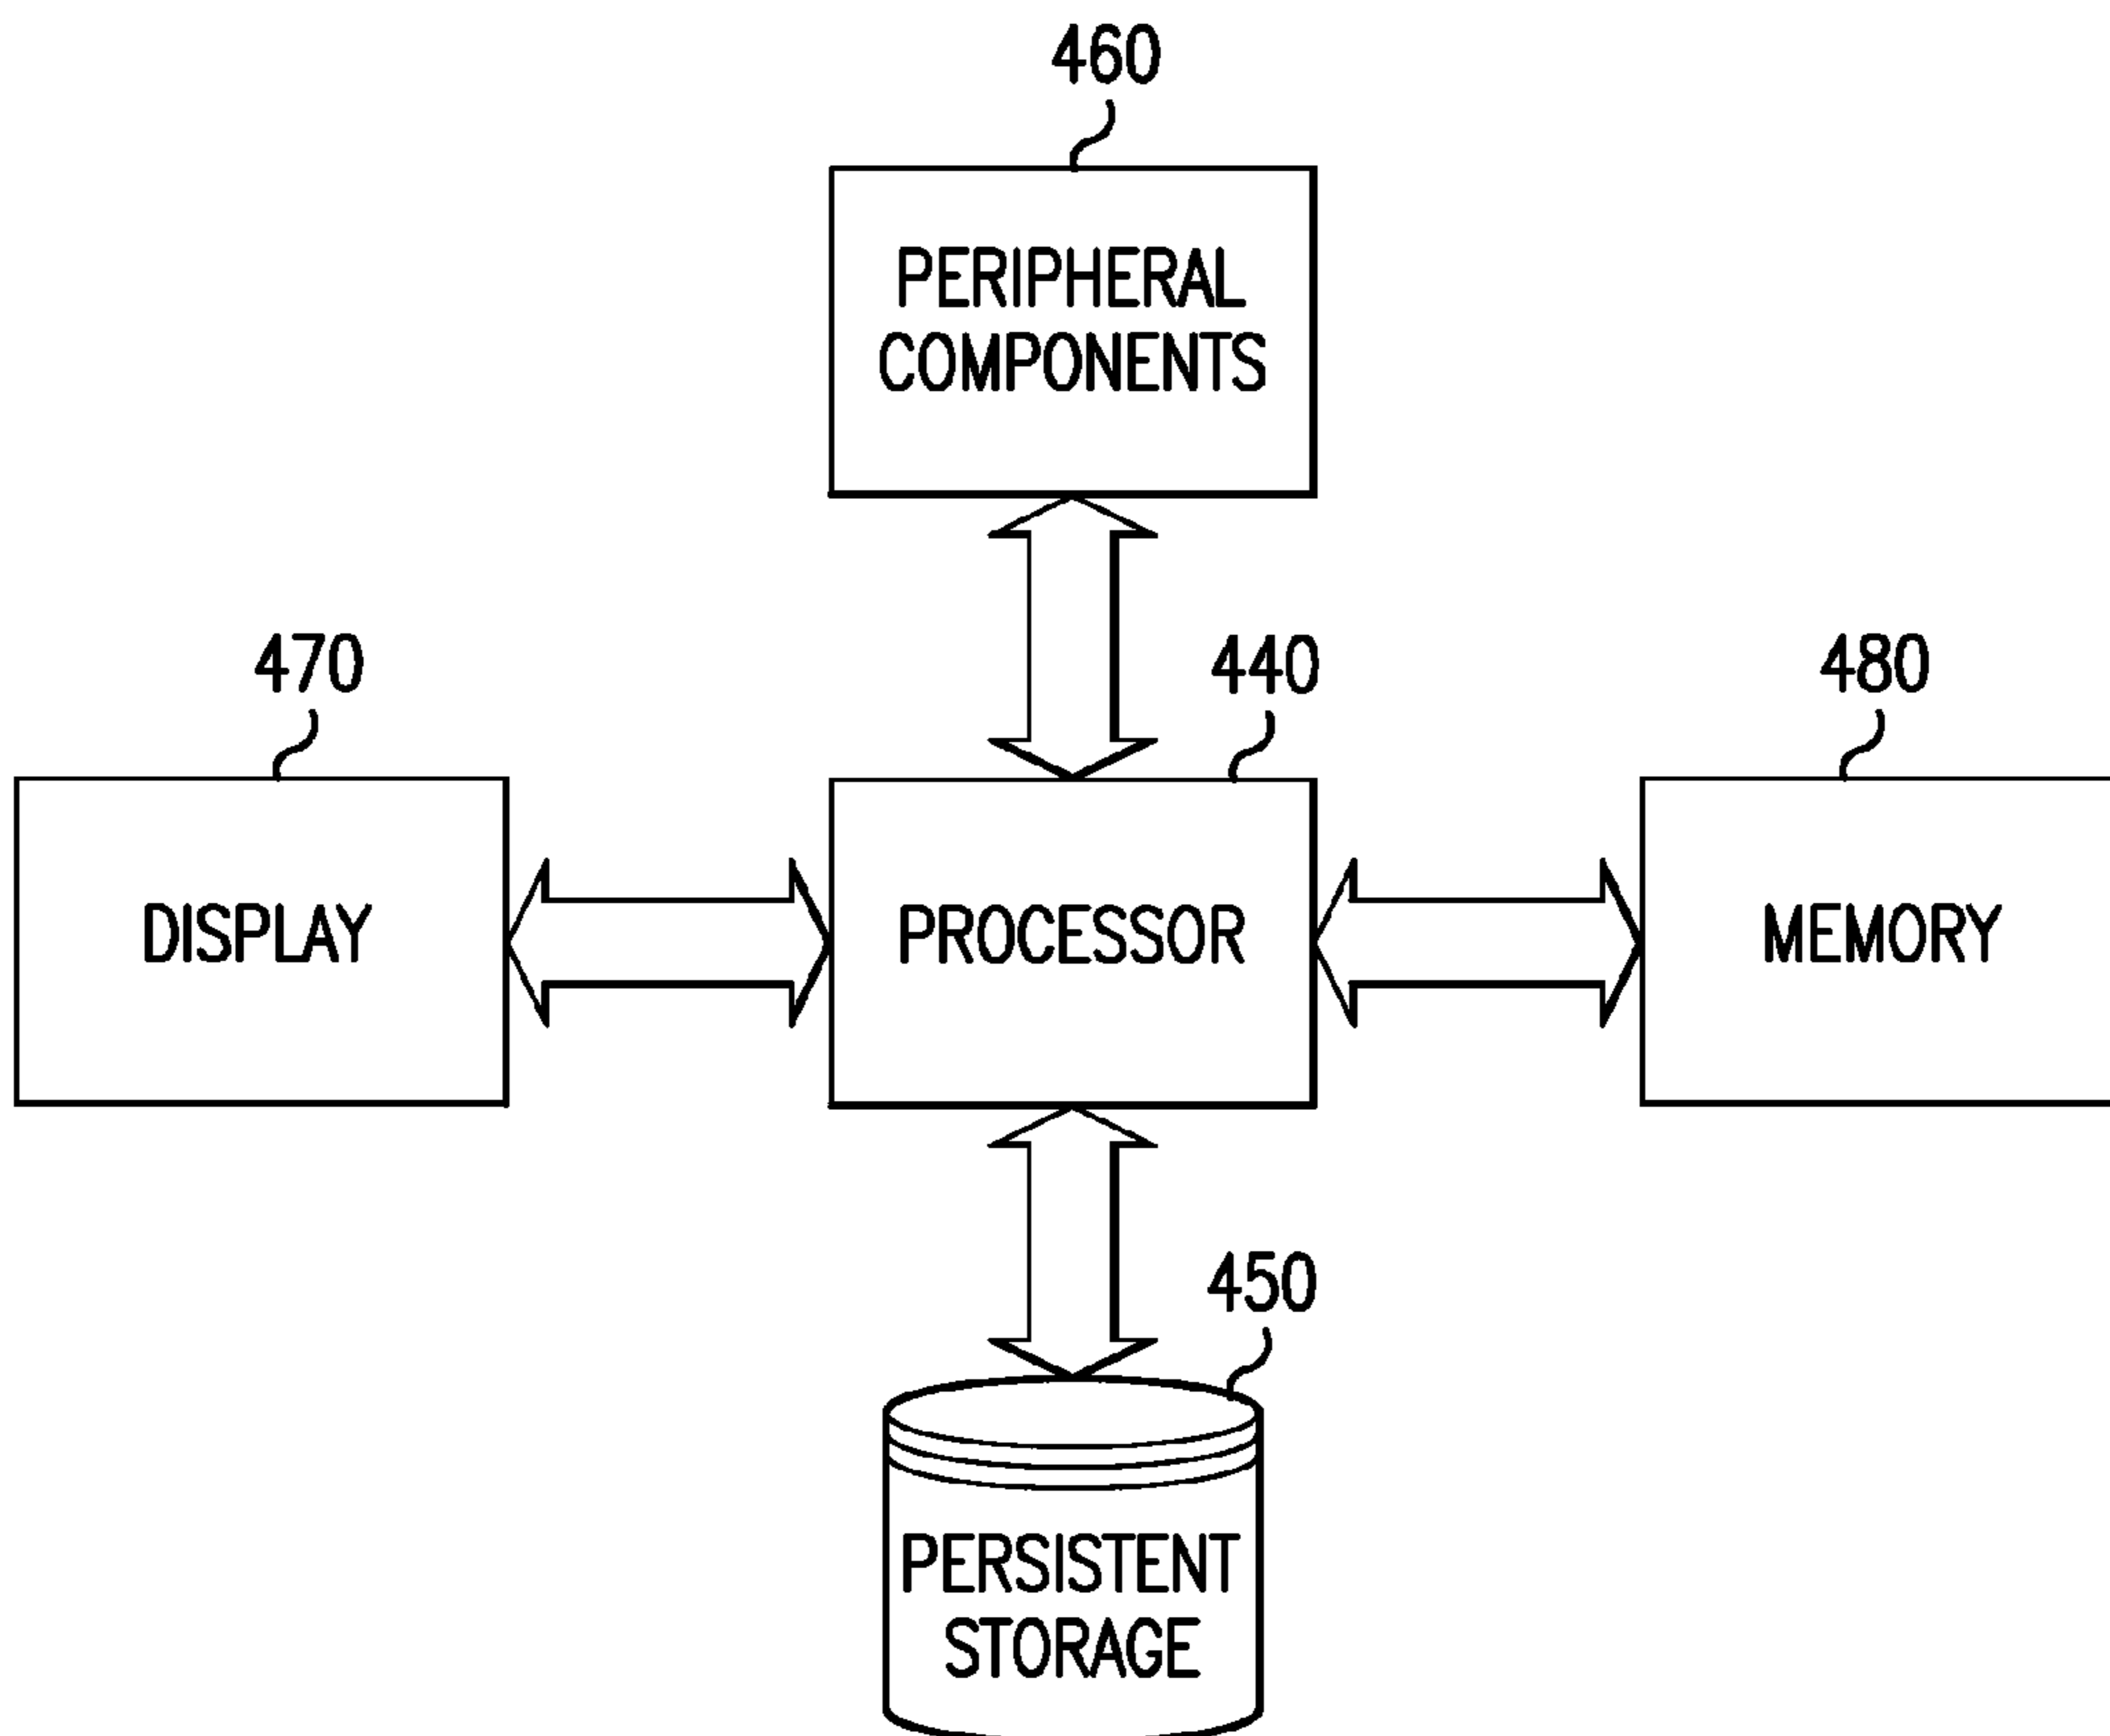 460
PERIPHERAL
COMPONENTS
470
440
480
DISPLAY
PROCESSOR
MEMORY
450
PERSISTENT
STORAGE